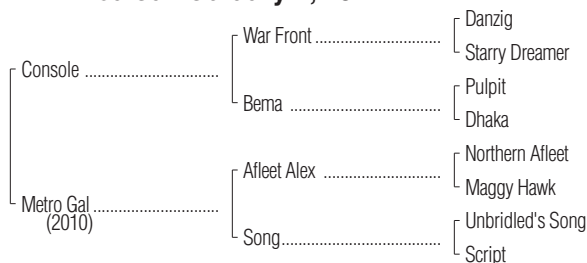 Danzig
War Front
Starry Dreamer
Console
Pulpit
Bema
Dhaka
Northern Afleet
Afleet Alex
Maggy Hawk
Metro Gal
(2010)
Unbridled's Song
Song
Script